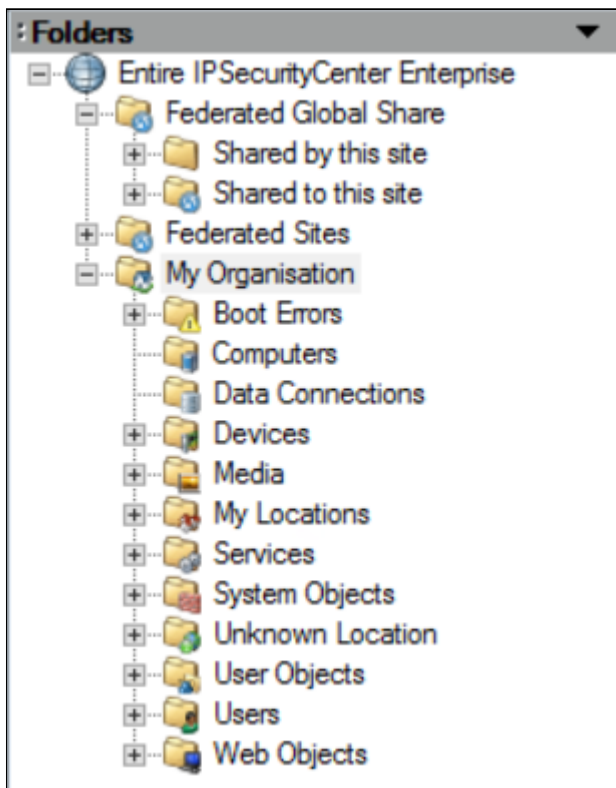 Folders
Entire IPSecurityCenter Enterprise
Federated Global Share
Shared by this site
Shared to this site
Federated Sites
My Organisation
Boot Errors
Computers
Data Connections
Devices
Media
My Locations
Services
System Objects
Unknown Location
User Objects
Users
Web Objects